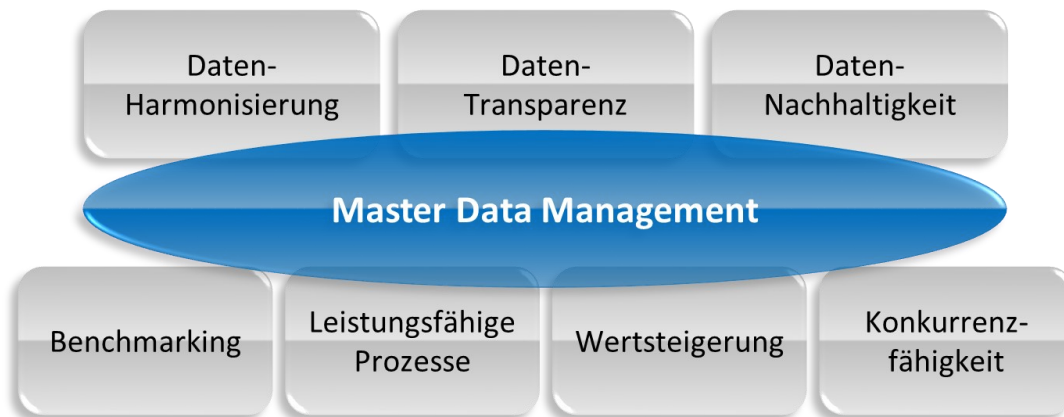 Daten-
Harmonisierung
Daten-
Transparenz
Daten-
Nachhaltigkeit
Master Data Management
Benchmarking
Leistungsfähige
Prozesse
Wertsteigerung
Konkurrenz-
fähigkeit